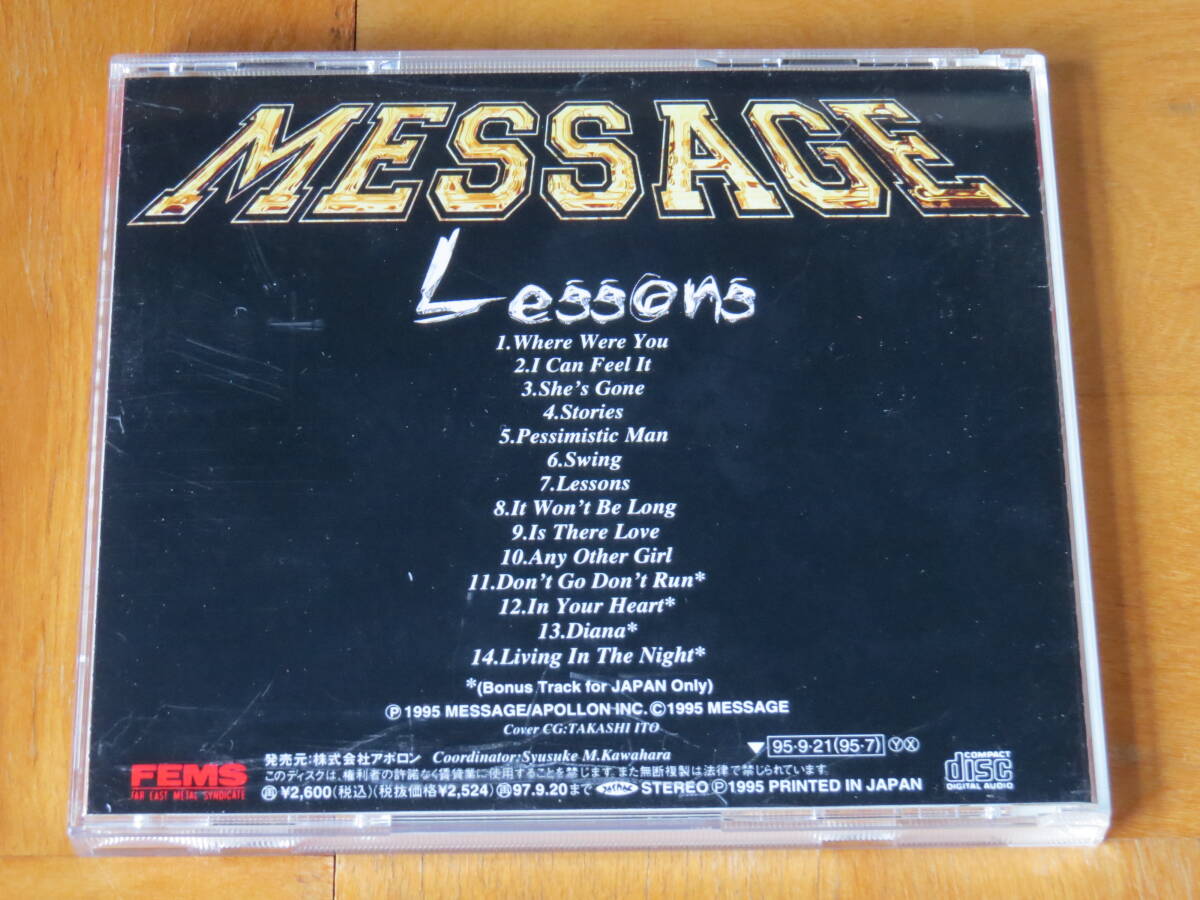 MESSAGE
Lessons
1.Where Were You
2.I Can Feel It
3.She's Gone
4.Stories
5.Pessimistic Man
6.Swing
7.Lessons
8.It Won't Be Long
9.Is There Love
10.Any Other Girl
11.Don't Go Don't Run*
12.In Your Heart*
13.Diana*
14.Living In The Night*
*(Bonus Track for JAPAN Only)
Ⓟ 1995 MESSAGE/APOLLON INC. ©1995 MESSAGE
Cover CG:TAKASHI ITO
▼ 95·9·21(95·7) Ⓨ Ⓧ
発売元:株式会社アポロン Coordinator:Syusuke M.Kawahara
このディスクは、権利者の許諾なく賃貸業に使用することを禁じます。また無断複製は法律で禁じられています。
㊖¥2,600(税込)(税抜価格¥2,524)㊖97.9.20まで STEREO Ⓟ1995 PRINTED IN JAPAN
FEMS
FAR EAST METAL SYNDICATE
COMPACT
disc
DIGITAL AUDIO